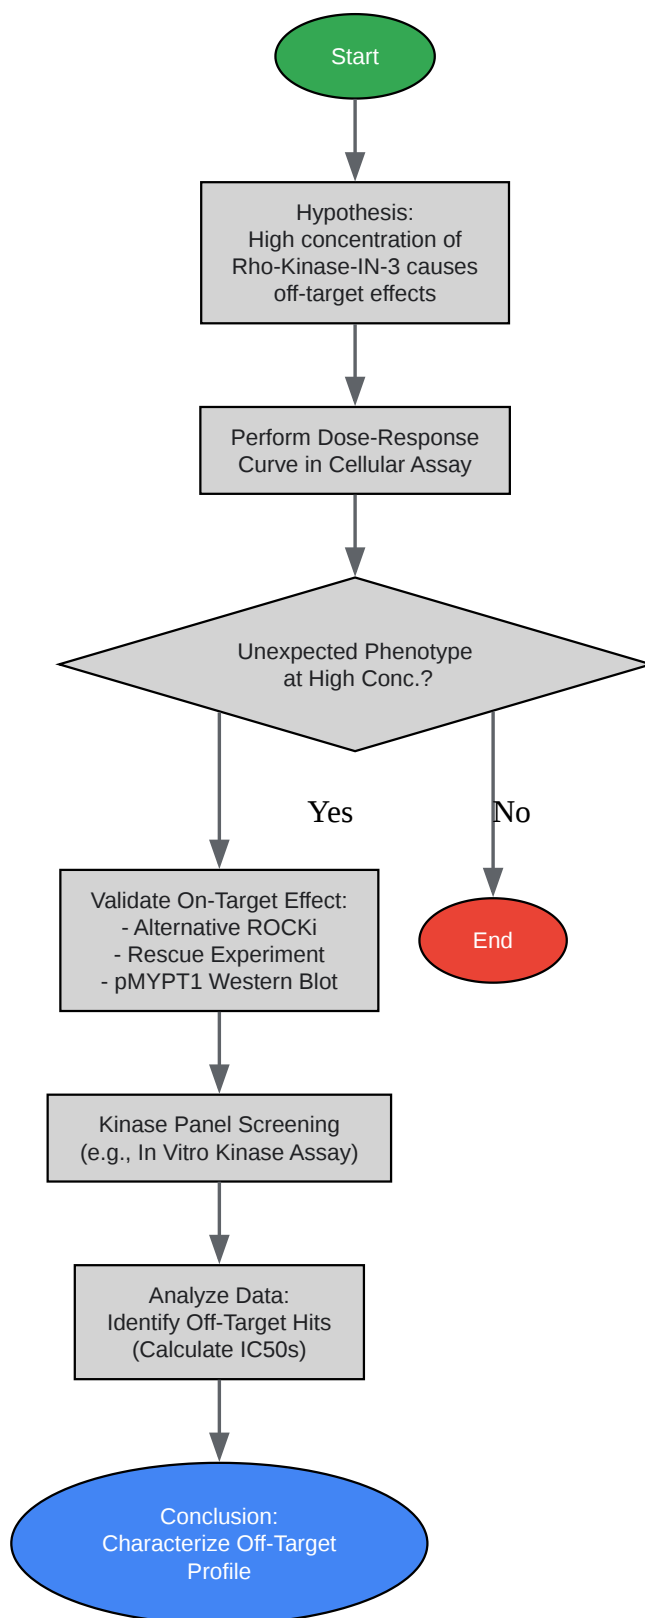 Start
Hypothesis:
High concentration of
Rho-Kinase-IN-3 causes
off-target effects
Perform Dose-Response
Curve in Cellular Assay
Unexpected Phenotype
at High Conc.?
Yes
No
Validate On-Target Effect:
- Alternative ROCKi
- Rescue Experiment
- pMYPT1 Western Blot
End
Kinase Panel Screening
(e.g., In Vitro Kinase Assay)
Analyze Data:
Identify Off-Target Hits
(Calculate IC50s)
Conclusion:
Characterize Off-Target
Profile